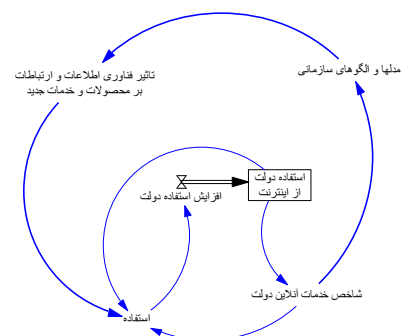 مدلها و الگوهای سازمانی
تاثیر فناوری اطلاعات و ارتباطات
بر محصولات و خدمات جدید
استفاده دولت
از اینترنت
افزایش استفاده دولت
شاخص خدمات آنلاین دولت
استفاده